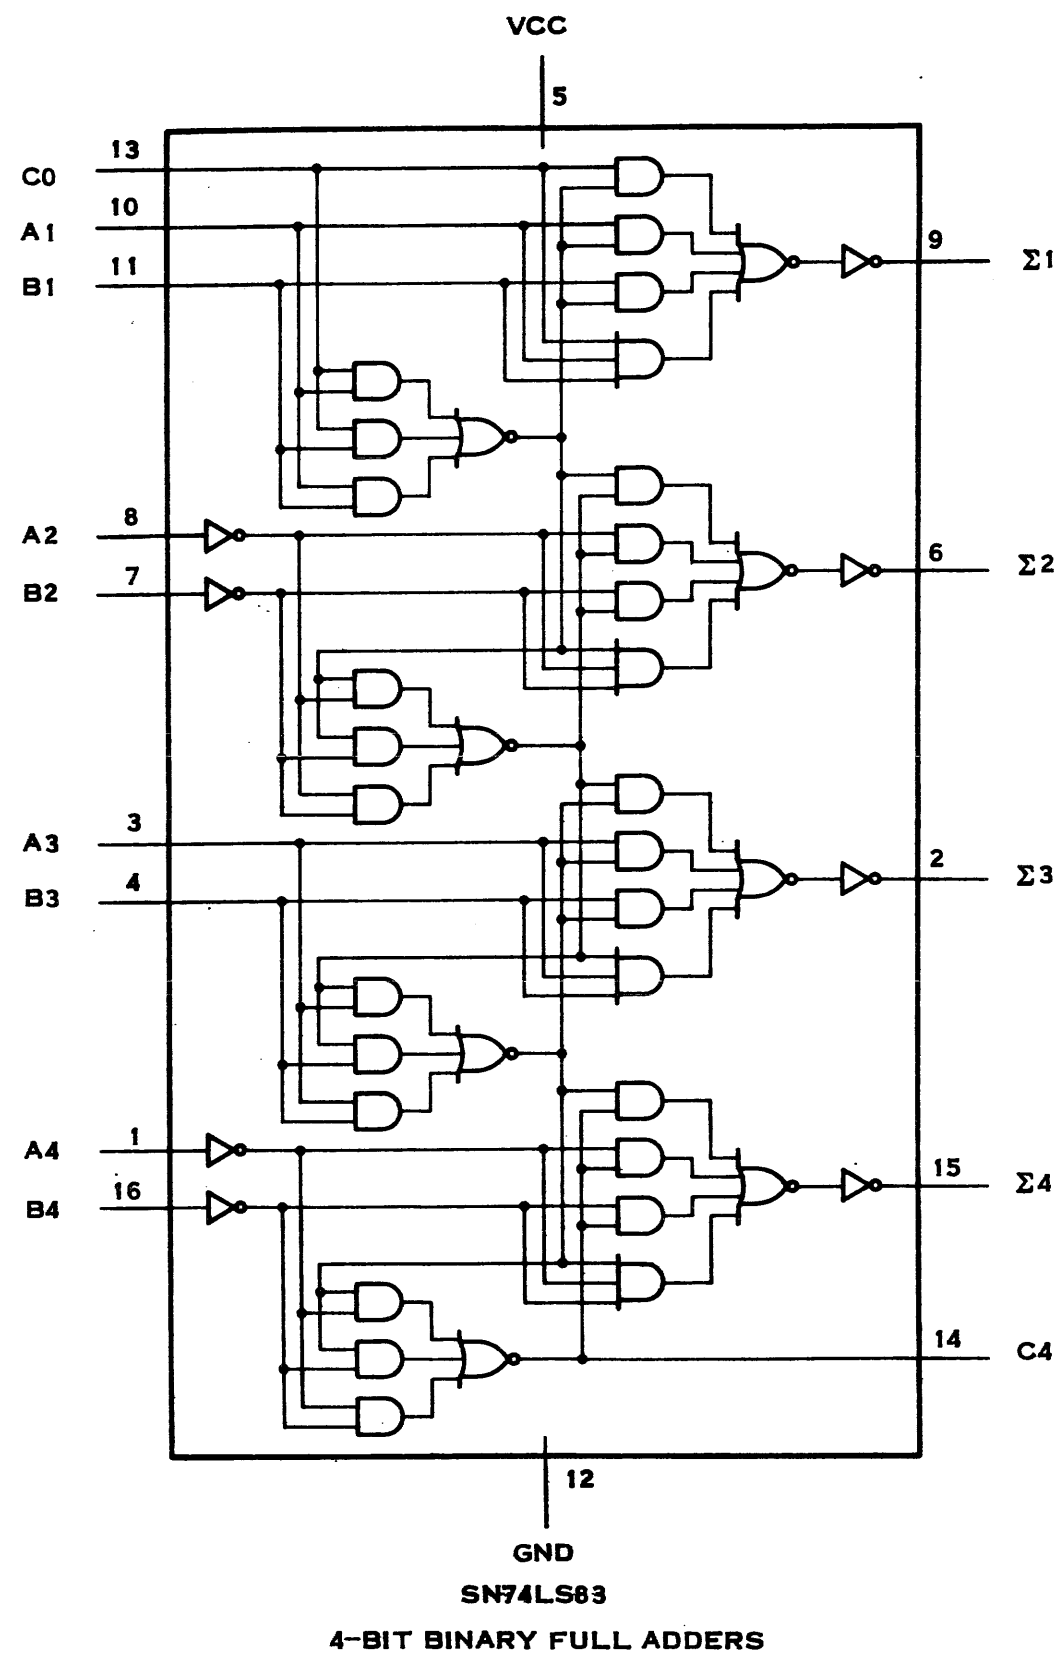 VCC
5
C0 13
A1 10
B1 11
9 Σ1
A2 8
B2 7
6 Σ2
A3 3
B3 4
2 Σ3
A4 1
B4 16
15 Σ4
14 C4
12
GND
SN74LS83
4-BIT BINARY FULL ADDERS